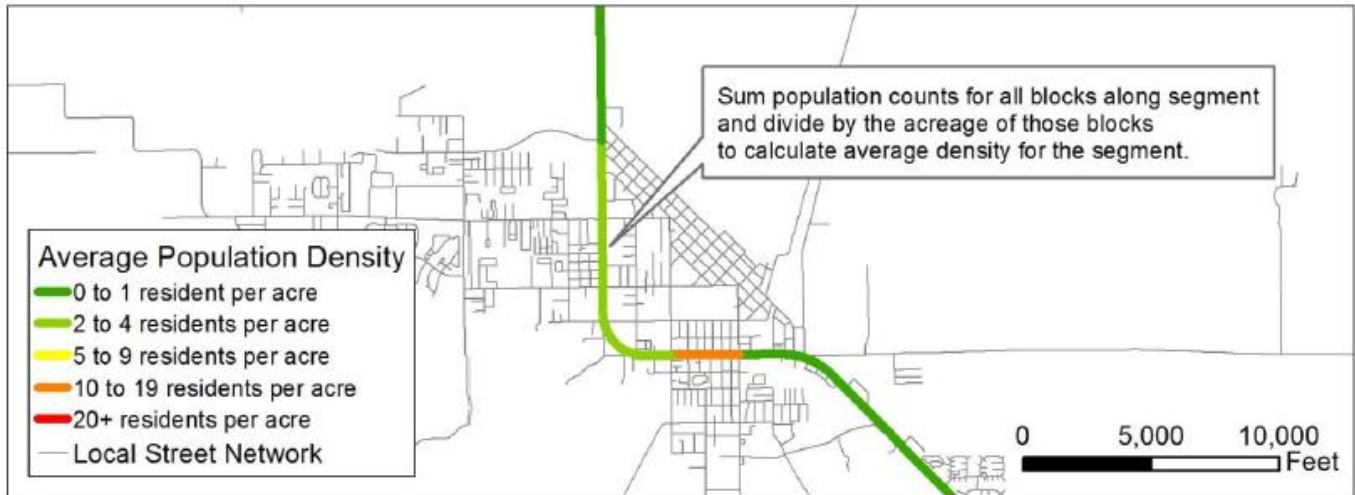 Sum population counts for all blocks along segment
and divide by the acreage of those blocks
to calculate average density for the segment.
Average Population Density
0 to 1 resident per acre
2 to 4 residents per acre
5 to 9 residents per acre
10 to 19 residents per acre
20+ residents per acre
Local Street Network
0 5,000 10,000
Feet